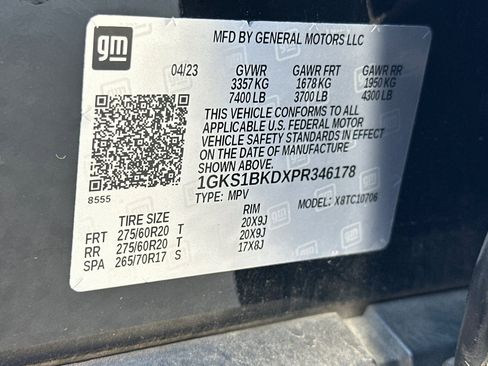 gm
MFD BY GENERAL MOTORS LLC
04/23 GVWR GAWR FRT GAWR RR
3357 KG 1678 KG 1950 KG
7400 LB 3700 LB 4300 LB
THIS VEHICLE CONFORMS TO ALL
APPLICABLE U.S. FEDERAL MOTOR
VEHICLE SAFETY STANDARDS IN EFFECT
ON THE DATE OF MANUFACTURE
SHOWN ABOVE.
8555
1GKS1BKDXPR346178
TYPE: MPV MODEL: X8TC10706
TIRE SIZE RIM
FRT 275/60R20 T 20X9J
RR 275/60R20 T 20X9J
SPA 265/70R17 S 17X8J